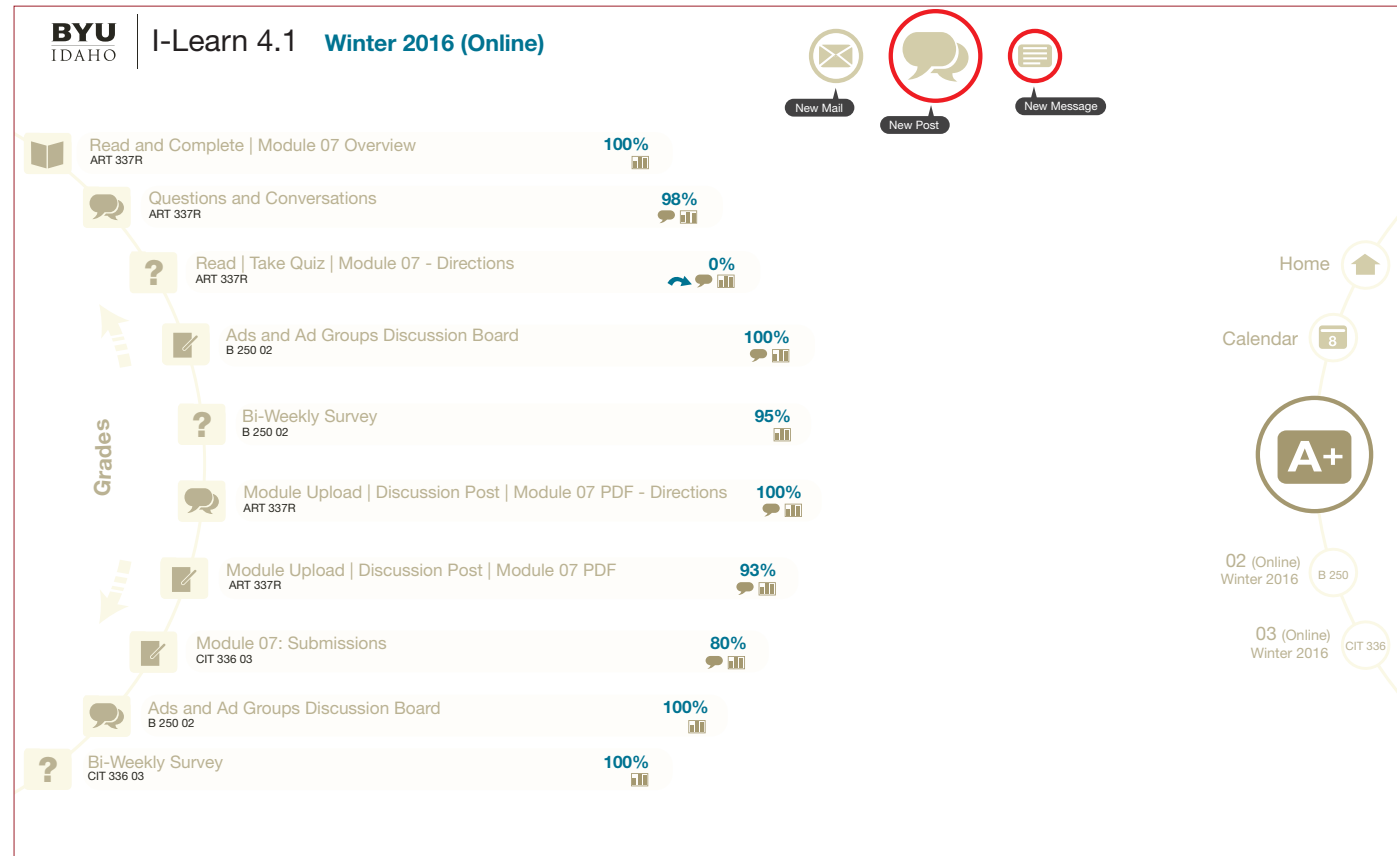 BYU
IDAHO
I-Learn 4.1 Winter 2016 (Online)
New Mail
New Post
New Message
Read and Complete | Module 07 Overview
ART 337R
100%
Questions and Conversations
ART 337R
98%
Read | Take Quiz | Module 07 - Directions
ART 337R
0%
Ads and Ad Groups Discussion Board
B 250 02
100%
Bi-Weekly Survey
B 250 02
95%
Module Upload | Discussion Post | Module 07 PDF - Directions
ART 337R
100%
Module Upload | Discussion Post | Module 07 PDF
ART 337R
93%
Module 07: Submissions
CIT 336 03
80%
Ads and Ad Groups Discussion Board
B 250 02
100%
Bi-Weekly Survey
CIT 336 03
100%
Grades
Home
Calendar
8
A+
02 (Online)
Winter 2016
B 250
03 (Online)
Winter 2016
CIT 336